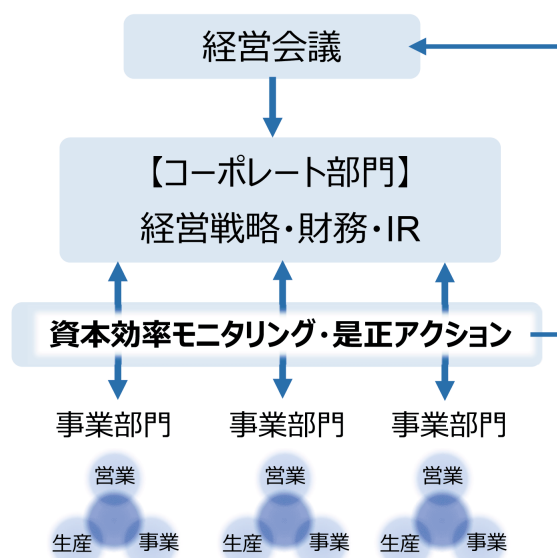 経営会議
【コーポレート部門】
経営戦略・財務・IR
資本効率モニタリング・是正アクション
事業部門 事業部門 事業部門
営業 営業 営業
生産 事業 生産 事業 生産 事業